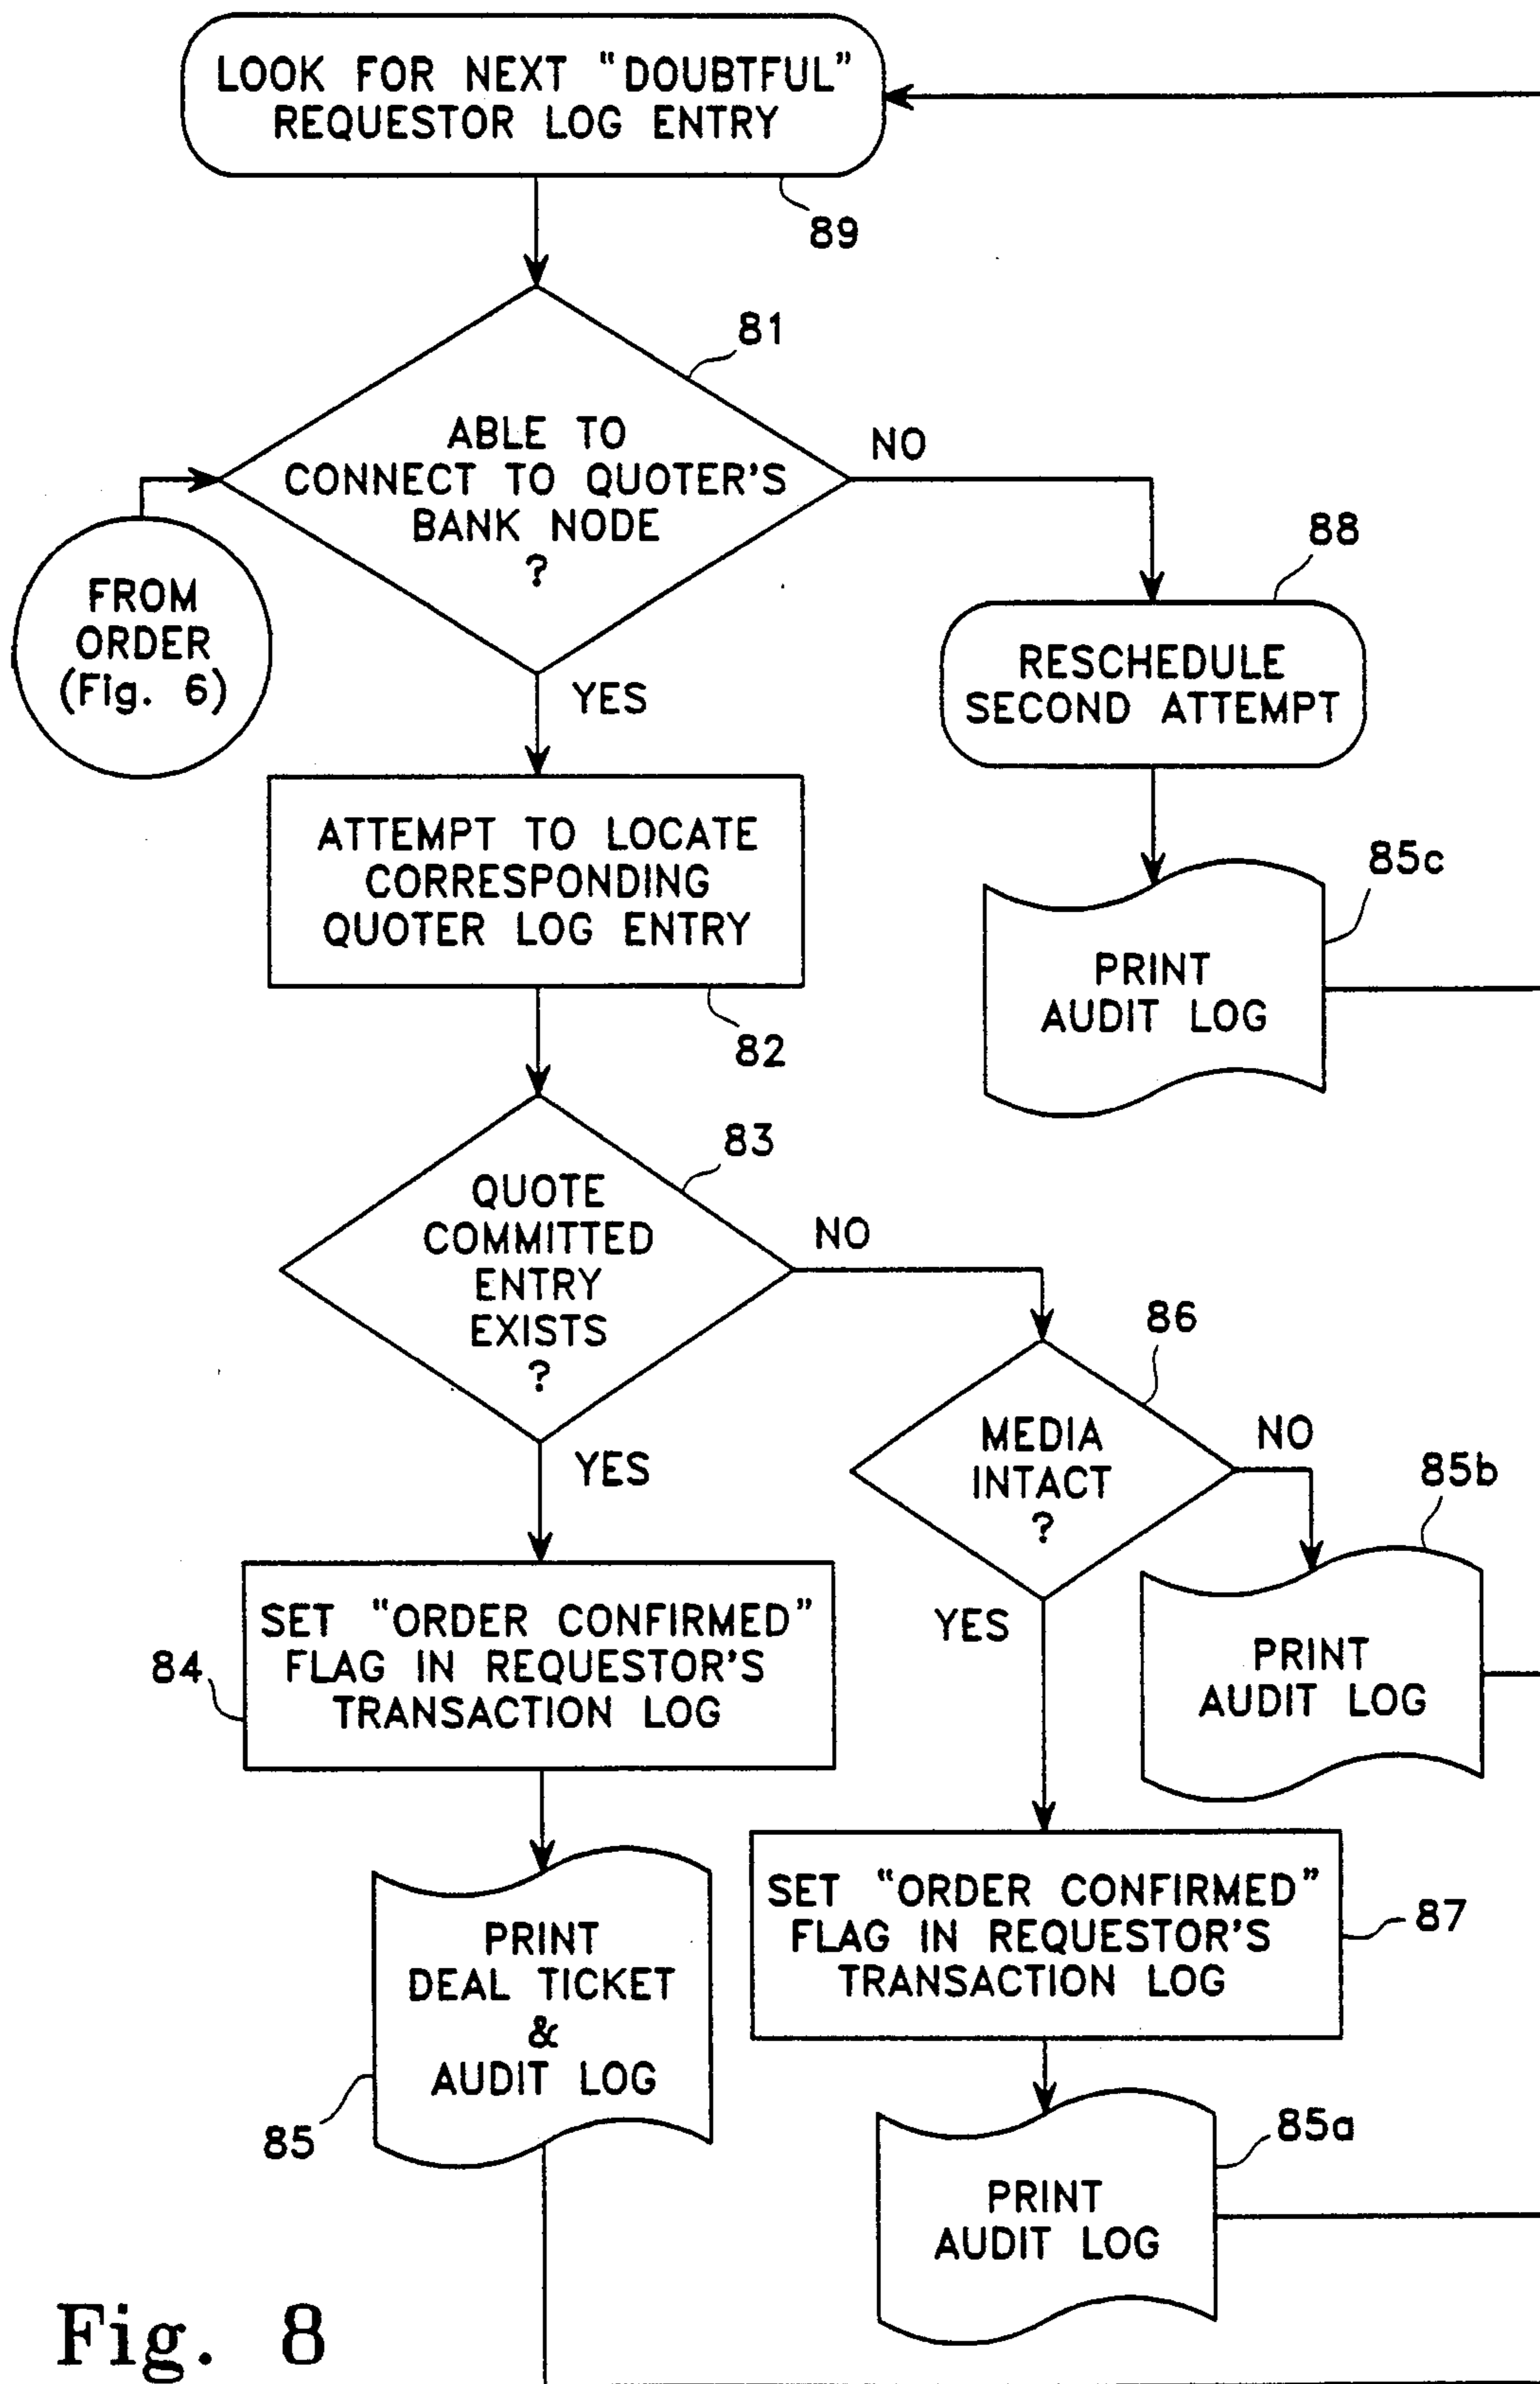 LOOK FOR NEXT "DOUBTFUL"
REQUESTOR LOG ENTRY
89
81
ABLE TO
CONNECT TO QUOTER'S
BANK NODE
?
NO
FROM
ORDER
(Fig. 6)
YES
88
RESCHEDULE
SECOND ATTEMPT
ATTEMPT TO LOCATE
CORRESPONDING
QUOTER LOG ENTRY
82
85c
PRINT
AUDIT LOG
83
QUOTE
COMMITTED
ENTRY
EXISTS
?
NO
YES
86
MEDIA
INTACT
?
NO
YES
85b
PRINT
AUDIT LOG
SET "ORDER CONFIRMED"
FLAG IN REQUESTOR'S
TRANSACTION LOG
84
SET "ORDER CONFIRMED"
FLAG IN REQUESTOR'S
TRANSACTION LOG
87
PRINT
DEAL TICKET
&
AUDIT LOG
85
85a
PRINT
AUDIT LOG
Fig. 8